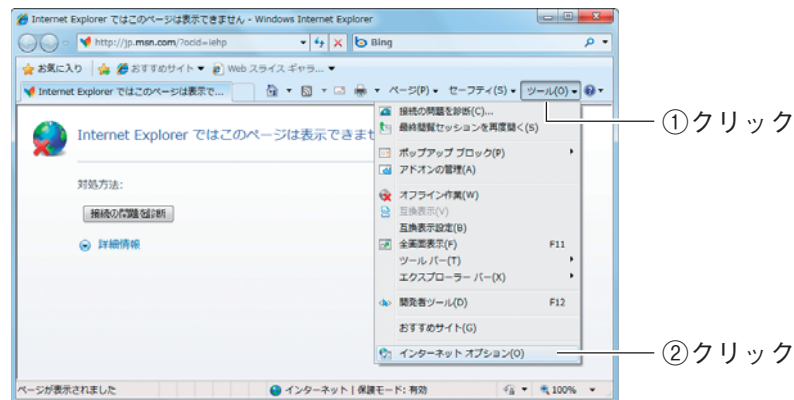 Internet Explorer ではこのページは表示できません - Windows Internet Explorer
http://jp.msn.com/?ocid=iehp
Bing
お気に入り おすすめサイト ▼ Web スライス ギャラ... ▼
Internet Explorer ではこのページは表示で... ページ(P) ▼ セーフティ(S) ▼ ツール(O) ▼
Internet Explorer ではこのページは表示できませ
対処方法:
接続の問題を診断
詳細情報
接続の問題を診断(C)...
最終閲覧セッションを再度開く(S)
ポップアップ ブロック(P)
アドオンの管理(A)
オフライン作業(W)
互換表示(V)
互換表示設定(B)
全画面表示(F) F11
ツール バー(T)
エクスプローラー バー(X)
開発者ツール(D) F12
おすすめサイト(G)
インターネット オプション(O)
①クリック
②クリック
ページが表示されました インターネット | 保護モード: 有効 100%